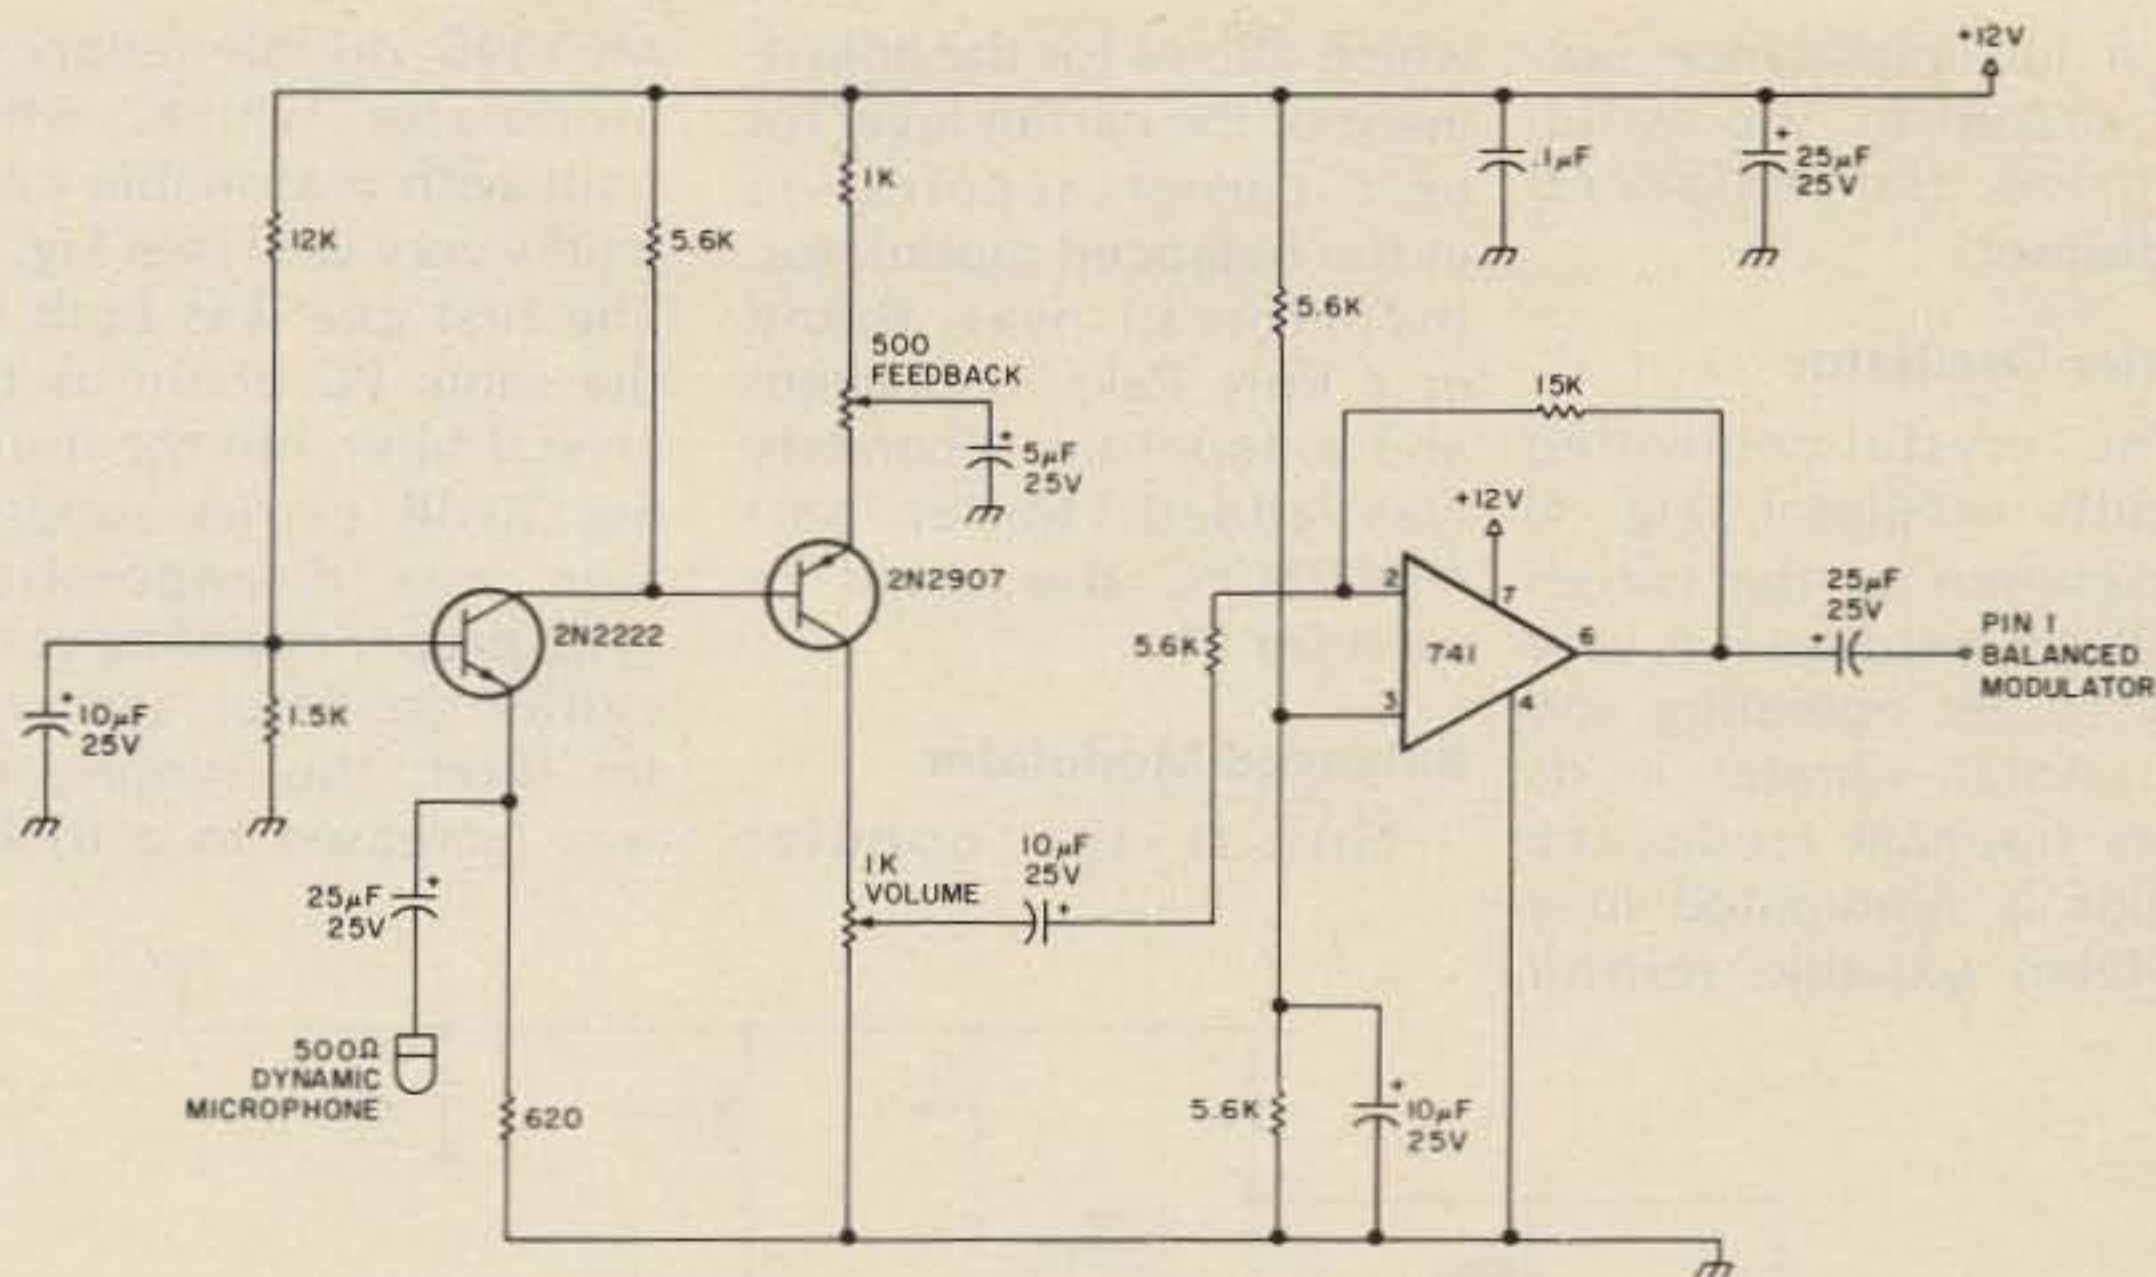 +12V
12K
5.6K
1K
.1µF
+
25µF
25V
5.6K
500
FEEDBACK
+
5µF
25V
15K
+12V
2N2222
2N2907
2
7
741
6
3
4
5.6K
25µF
25V
+
PIN 1
BALANCED
MODULATOR
+
10µF
25V
1.5K
25µF
25V
+
1K
VOLUME
10µF
25V
+
500Ω
DYNAMIC
MICROPHONE
620
5.6K
+
10µF
25V